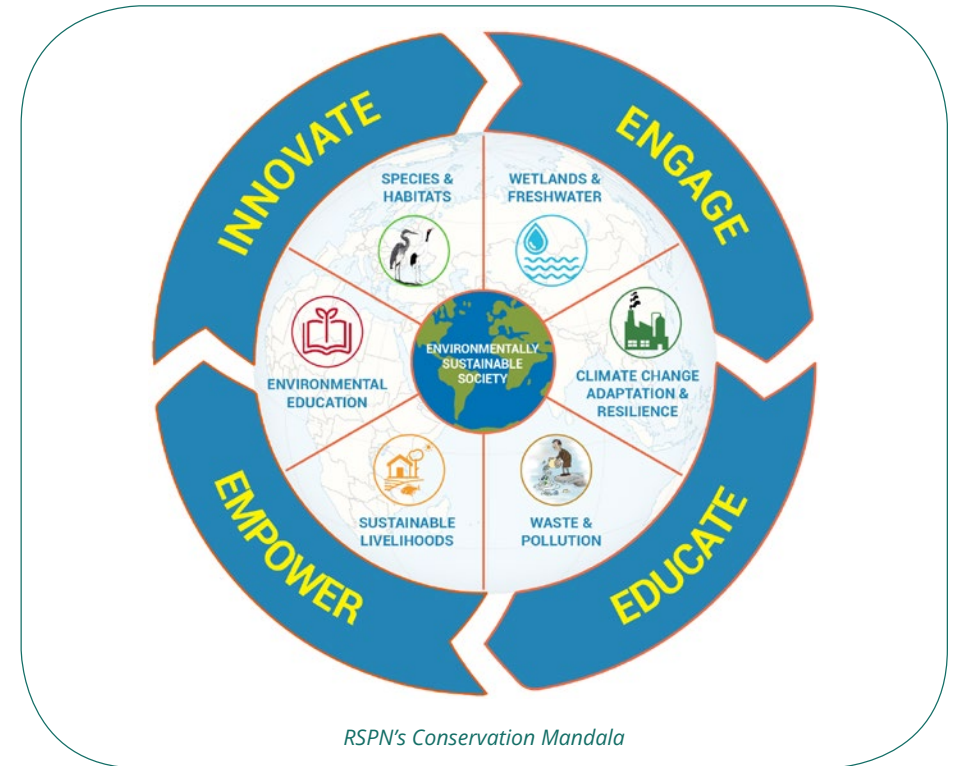 INNOVATE
ENGAGE
SPECIES &
HABITATS
WETLANDS &
FRESHWATER
ENVIRONMENTAL
EDUCATION
ENVIRONMENTALLY
SUSTAINABLE
SOCIETY
CLIMATE CHANGE
ADAPTATION &
RESILIENCE
SUSTAINABLE
LIVELIHOODS
WASTE &
POLLUTION
EMPOWER
EDUCATE
RSPN's Conservation Mandala